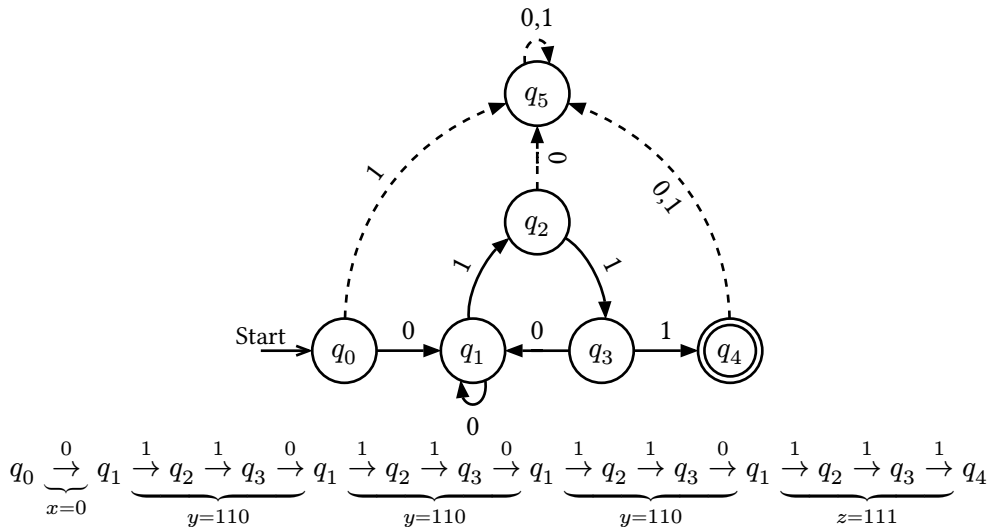 0,1
q₅
1
0
0,1
q₂
1
1
Start
q₀
0
q₁
0
q₃
1
q₄
0
q₀ →⁰ q₁ →¹ q₂ →¹ q₃ →⁰ q₁ →¹ q₂ →¹ q₃ →⁰ q₁ →¹ q₂ →¹ q₃ →⁰ q₁ →¹ q₂ →¹ q₃ →¹ q₄
x=0 y=110 y=110 y=110 z=111